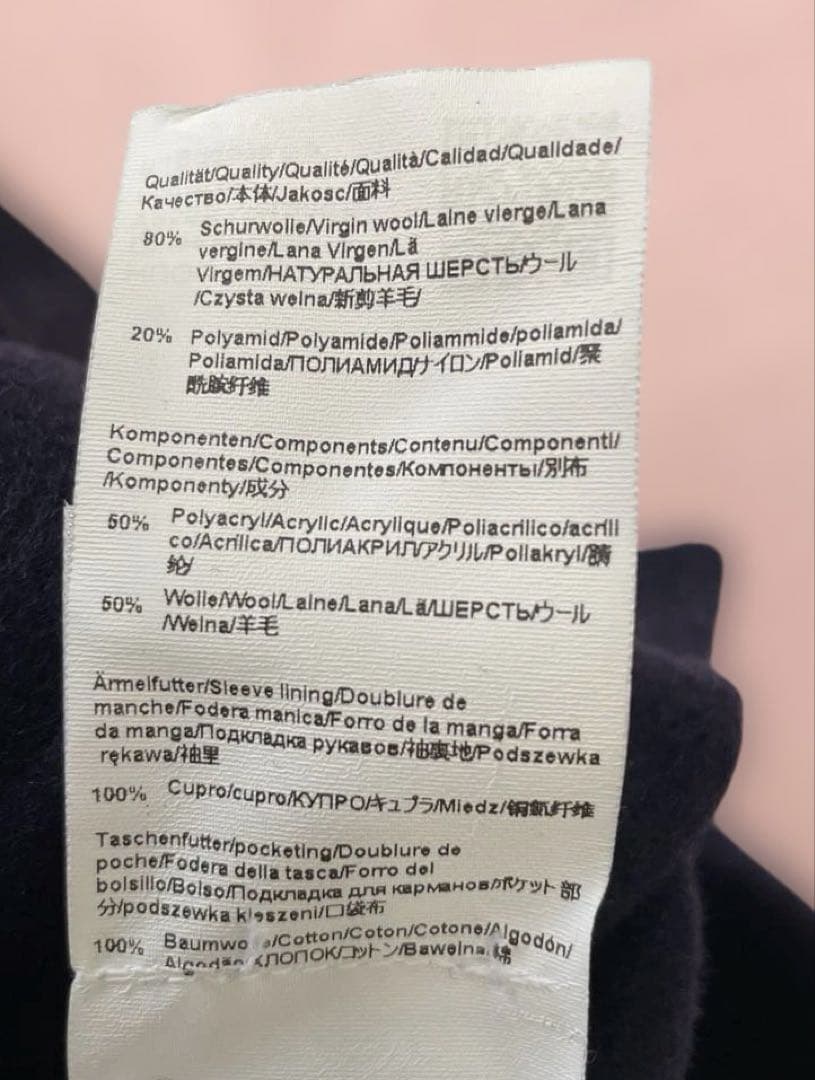 Qualität/Quality/Qualité/Qualità/Calidad/Qualidade/
Качество/本体/Jakosc/面料
80% Schurwolle/Virgin wool/Laine vierge/Lana
vergine/Lana Virgen/Lã
Virgem/НАТУРАЛЬНАЯ ШЕРСТЬ/ウール
/Czysta welna/新剪羊毛/
20% Polyamid/Polyamide/Poliammide/poliamida/
Poliamida/ПОЛИАМИД/ナイロン/Poliamid/聚
酰胺纤维
Komponenten/Components/Contenu/Componenti/
Componentes/Componentes/Компоненты/別布
/Komponenty/成分
50% Polyacryl/Acrylic/Acrylique/Poliacrilico/acrili
co/Acrílica/ПОЛИАКРИЛ/アクリル/Poliakryl/腈
纶/
50% Wolle/Wool/Laine/Lana/Lã/ШЕРСТЬ/ウール
/Welna/羊毛
Ärmelfutter/Sleeve lining/Doublure de
manche/Fodera manica/Forro de la manga/Forra
da manga/Подкладка рукавов/袖裏地/Podszewka
rękawa/袖里
100% Cupro/cupro/КУПРО/キュプラ/Miedz/铜氨纤维
Taschenfutter/pocketing/Doublure de
poche/Fodera della tasca/Forro del
bolsillo/Bolso/Подкладка для карманов/ポケット部
分/podszewka kieszeni/口袋布
100% /Cotton/Coton/Cotone/Algodón/
ХЛОПОК/コットン/Bawelna 棉